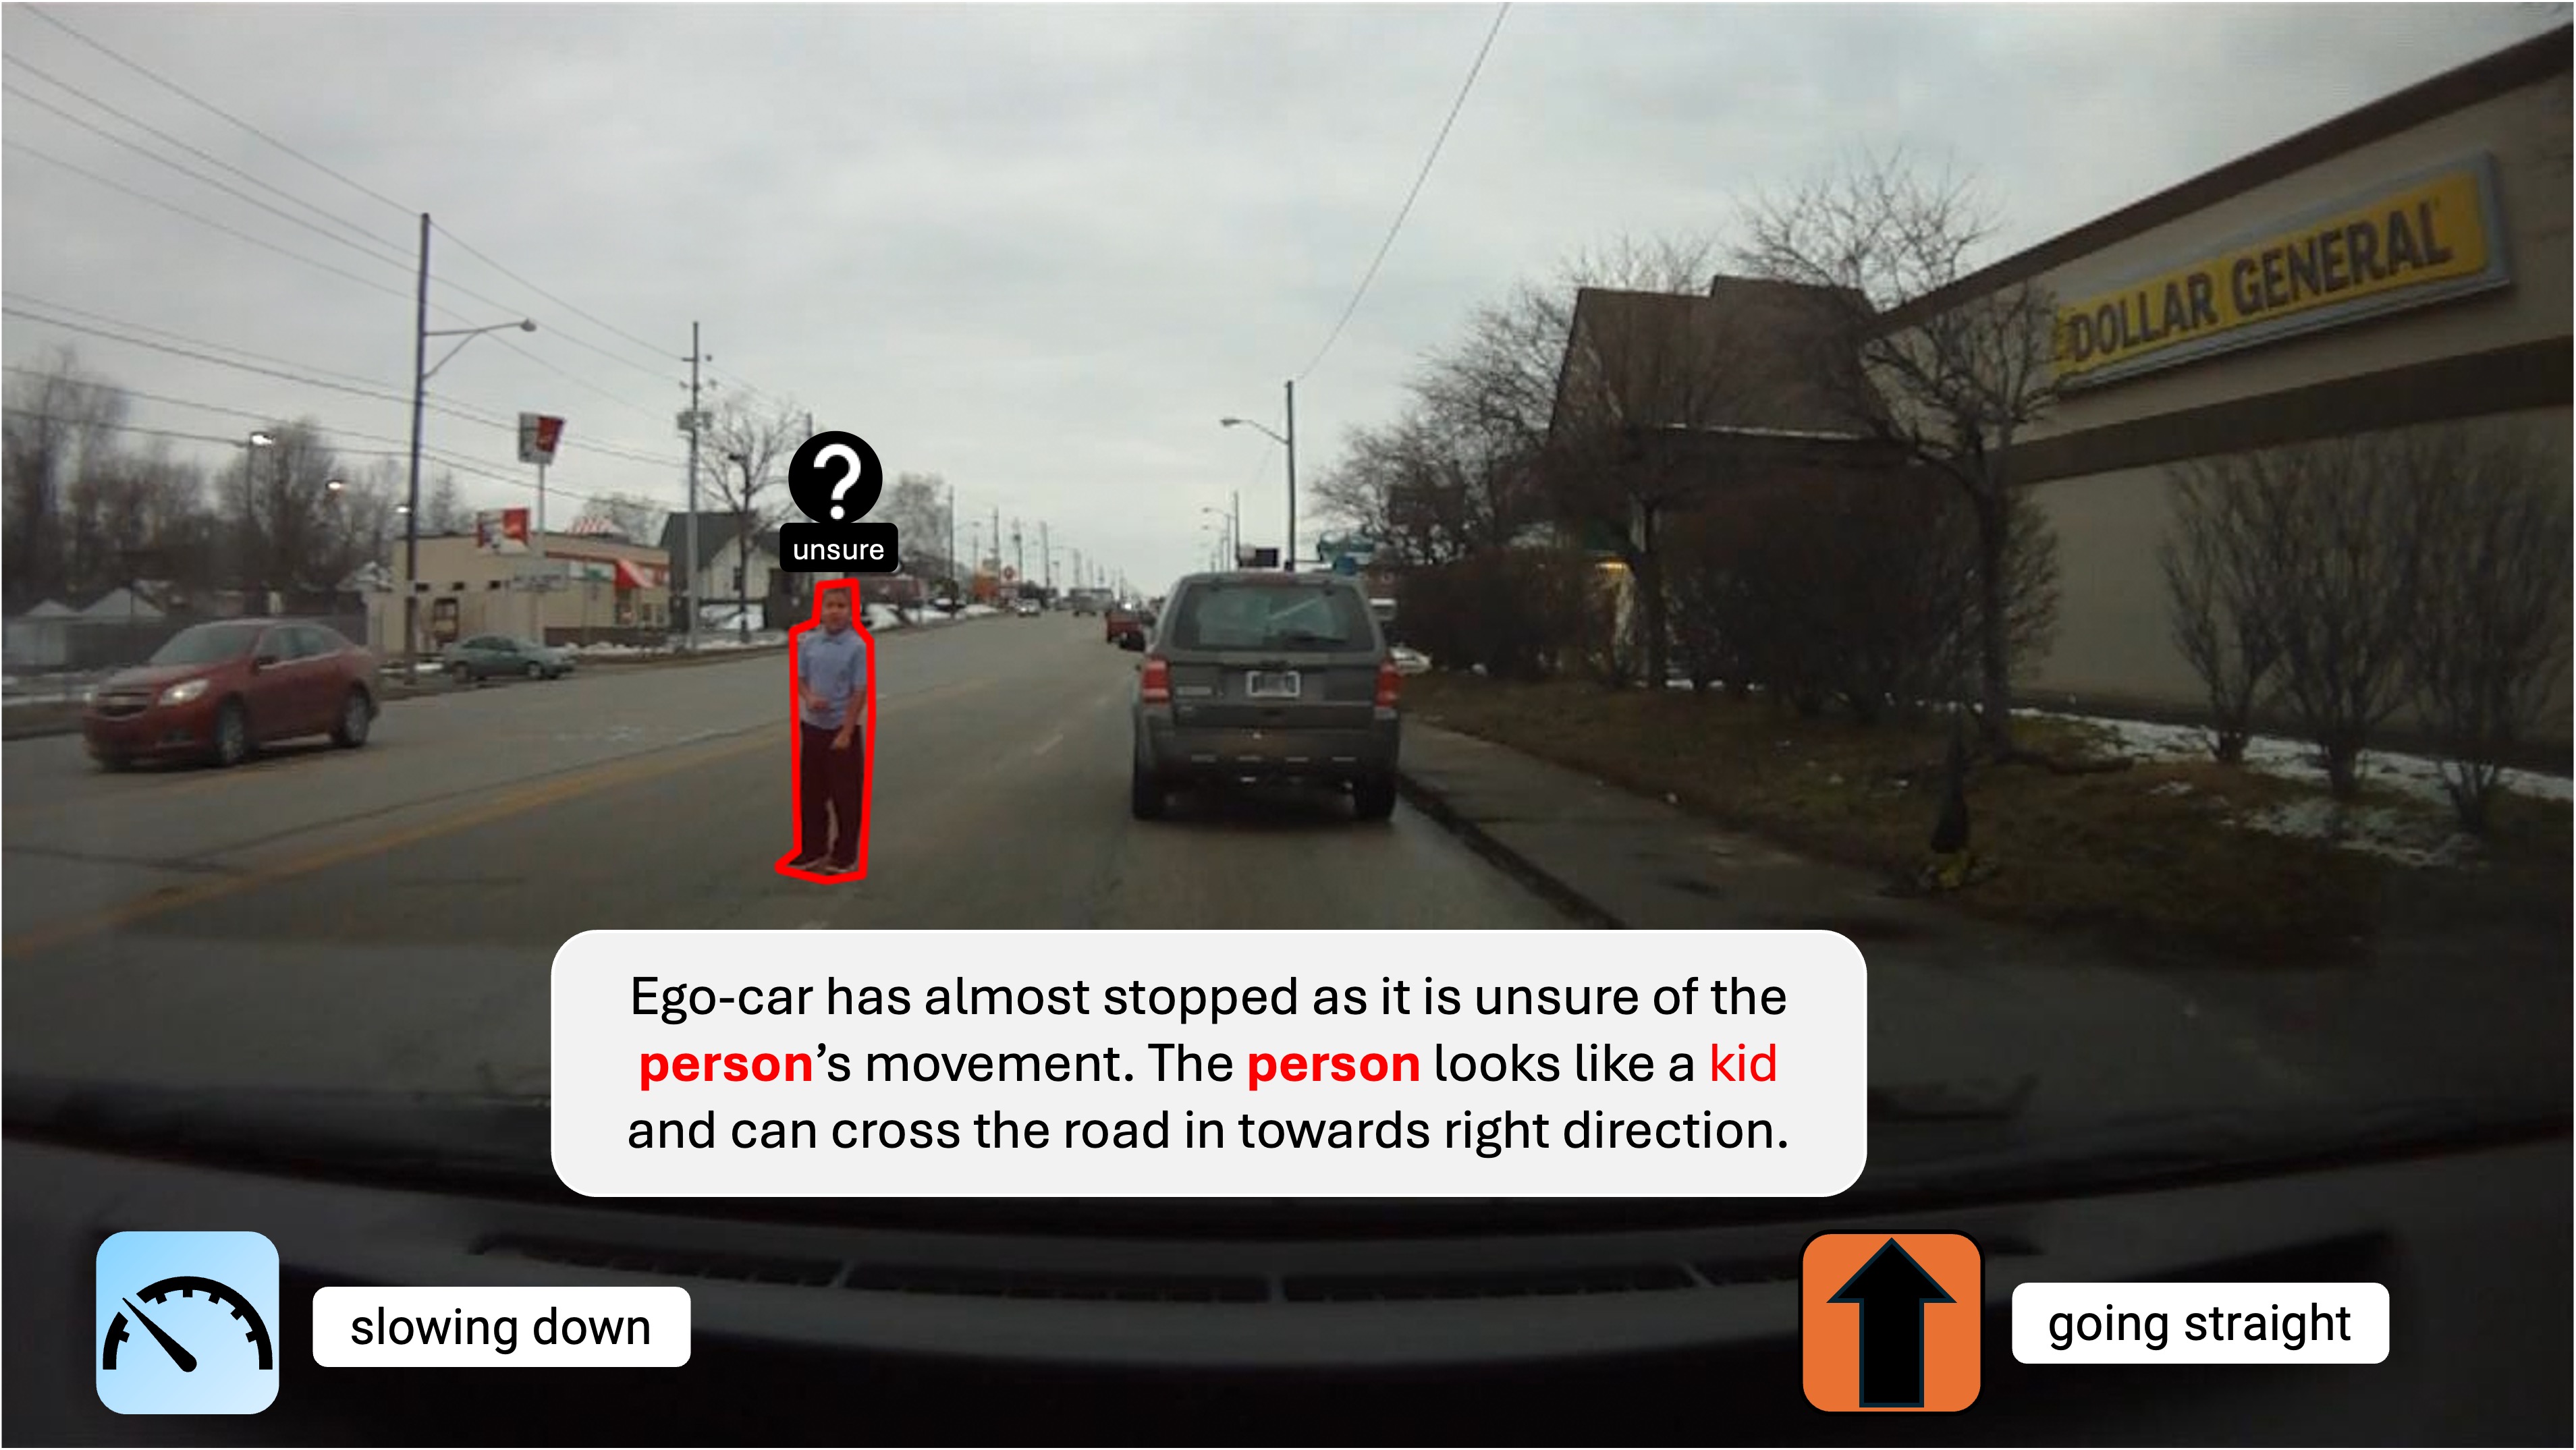 DOLLAR GENERAL
?
unsure
Ego-car has almost stopped as it is unsure of the
person’s movement. The person looks like a kid
and can cross the road in towards right direction.
slowing down
going straight